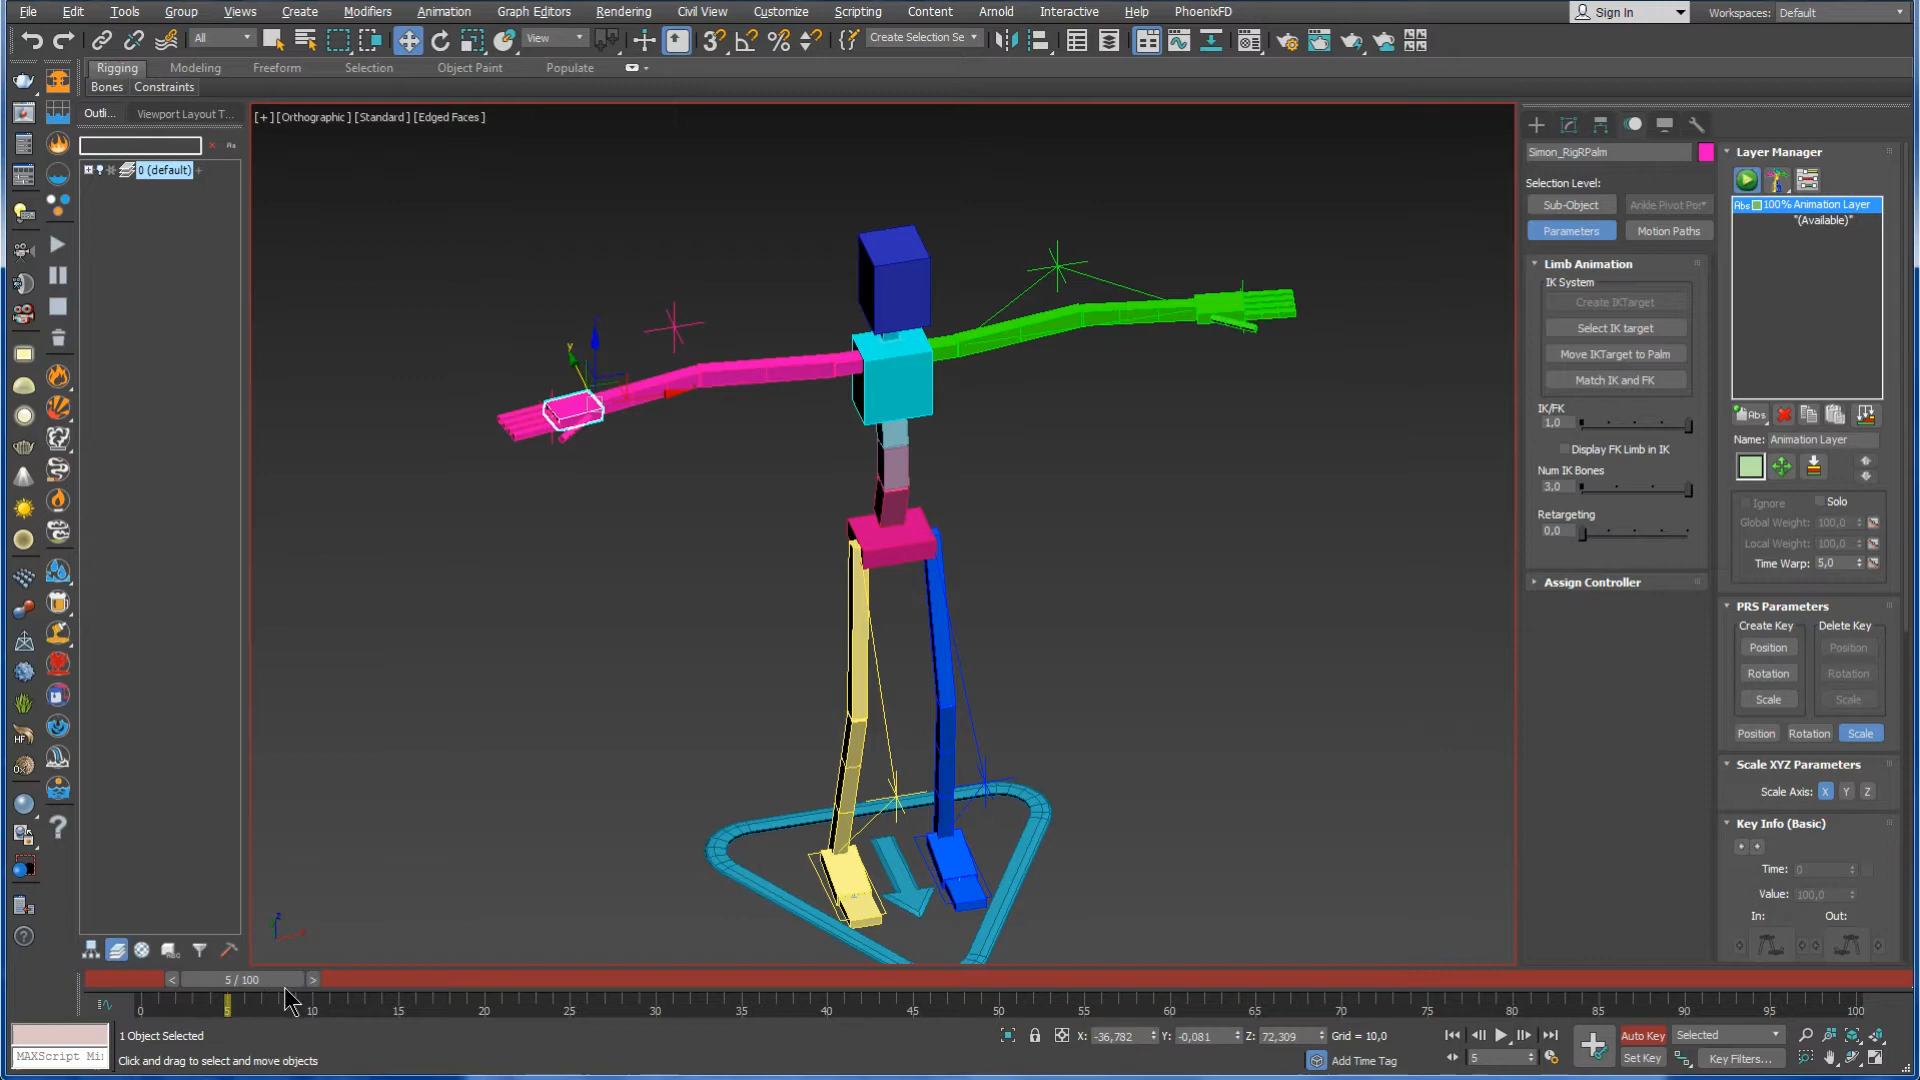 File Edit Tools Group Views Create Modifiers Animation Graph Editors Rendering Civil View Customize Scripting Content Arnold Interactive Help PhoenixFD Sign In Workspaces: Default
All View Create Selection Se
Rigging Modeling Freeform Selection Object Paint Populate
Bones Constraints
Outli... Viewport Layout T...
0 (default)
[+] [Orthographic] [Standard] [Edged Faces]
Simon_RigRPalm
Selection Level:
Sub-Object
Parameters Motion Paths
Limb Animation
IK System
Create IKTarget
Select IK target
Move IKTarget to Palm
Match IK and FK
IK/FK
1,0
Display FK Limb in IK
Num IK Bones
3,0
Retargeting
0,0
Assign Controller
Layer Manager
Abs 100% Animation Layer
"(Available)"
Abs
Name: Animation Layer
Ignore Solo
Global Weight: 100,0
Local Weight: 100,0
Time Warp: 5,0
PRS Parameters
Create Key Delete Key
Position Position
Rotation Rotation
Scale Scale
Position Rotation Scale
Scale XYZ Parameters
Scale Axis: X Y Z
Key Info (Basic)
Time: 0
Value: 100,0
In: Out:
y
z
HF
< 5 / 100 >
0 5 10 15 20 25 30 35 40 45 50 55 60 65 70 75 80 85 90 95 100
1 Object Selected
X: -36,782 Y: -0,081 Z: 72,309 Grid = 10,0
Auto Key Selected
MAXScript Mi
Click and drag to select and move objects
Add Time Tag
5
Set Key Key Filters...